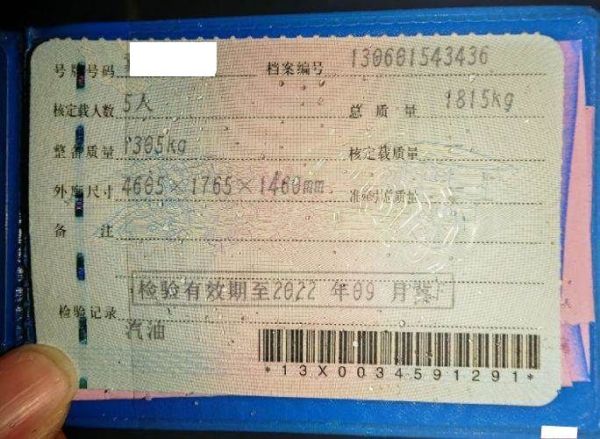 号牌号码 档案编号 130601543436
核定载人数 5人 总质量 1815kg
整备质量 1305kg 核定载质量
外廓尺寸 4605×1765×1460mm 准牵引总质量
备注
检验有效期至2022年09月
检验记录
汽油
*13X0034591291*